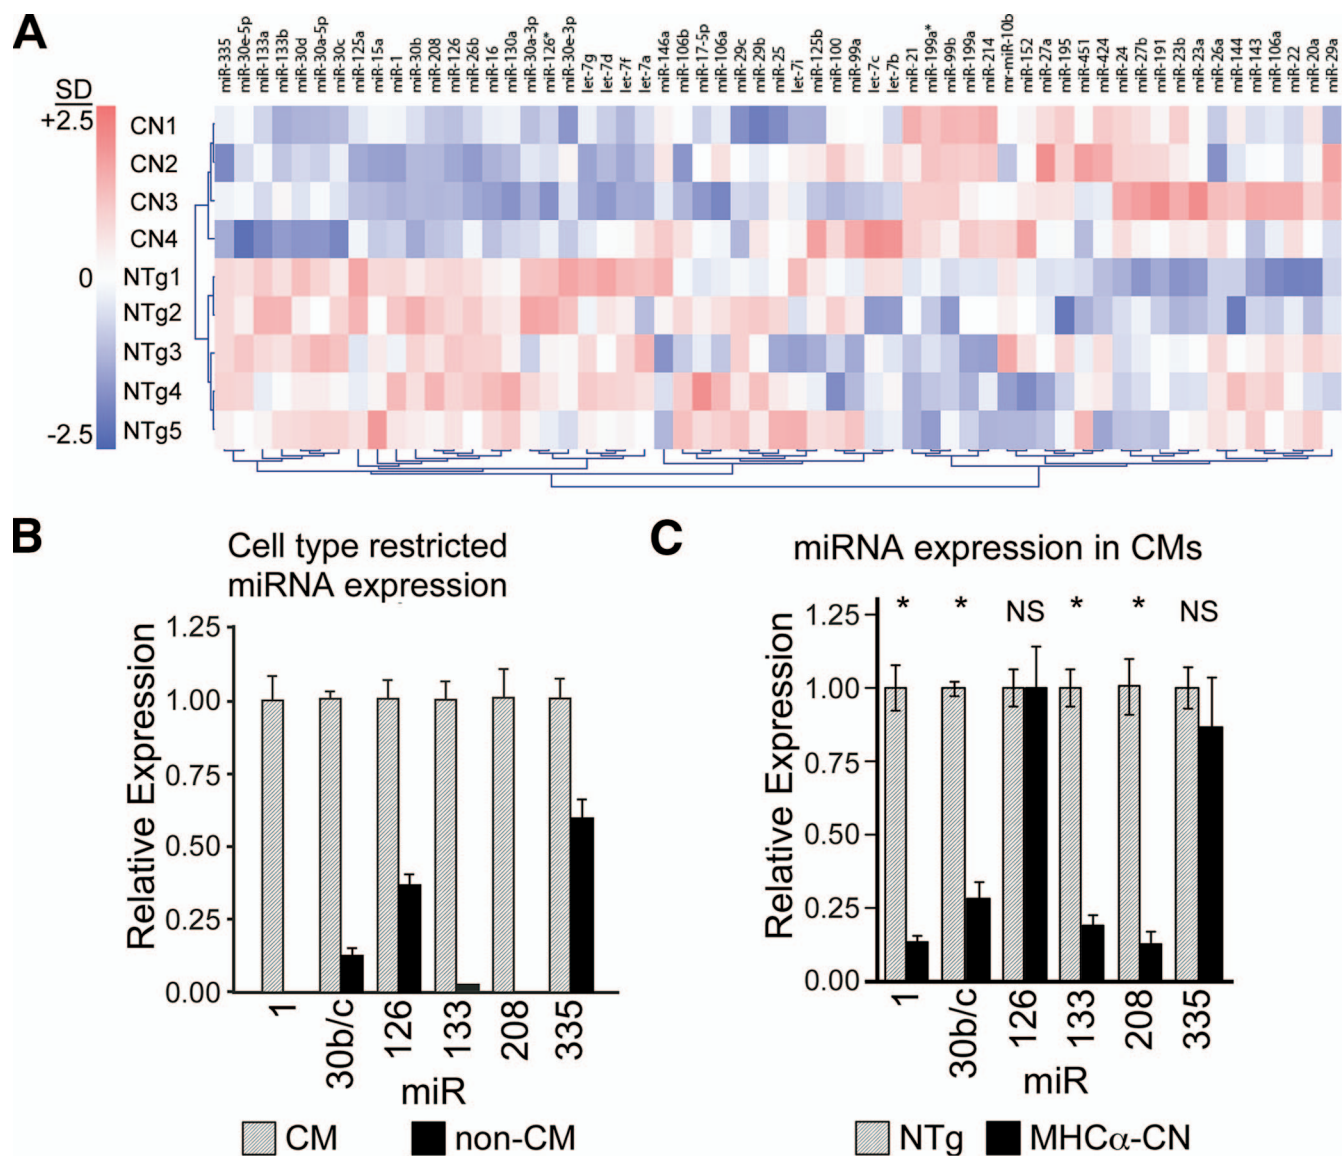 A
miR-335
miR-30e-5p
miR-133a
miR-133b
miR-30d
miR-30a-5p
miR-30c
miR-125a
miR-15a
miR-1
miR-30b
miR-208
miR-126
miR-26b
miR-16
miR-130a
miR-30a-3p
miR-126*
miR-30e-3p
let-7g
let-7d
let-7f
let-7a
miR-146a
miR-106b
miR-17-5p
miR-106a
miR-29c
miR-29b
miR-25
let-7i
miR-125b
miR-100
miR-99a
let-7c
let-7b
miR-21
miR-199a*
miR-99b
miR-199a
miR-214
mr-miR-10b
miR-152
miR-27a
miR-195
miR-451
miR-424
miR-24
miR-27b
miR-191
miR-23b
miR-23a
miR-26a
miR-144
miR-143
miR-106a
miR-22
miR-20a
miR-29a
SD
+2.5
0
-2.5
CN1
CN2
CN3
CN4
NTg1
NTg2
NTg3
NTg4
NTg5
B
Cell type restricted
miRNA expression
Relative Expression
1.25
1.00
0.75
0.50
0.25
0.00
1
30b/c
126
133
208
335
miR
CM
non-CM
C
miRNA expression in CMs
* * NS * * NS
Relative Expression
1.25
1.00
0.75
0.50
0.25
0.00
1
30b/c
126
133
208
335
miR
NTg
MHCα-CN